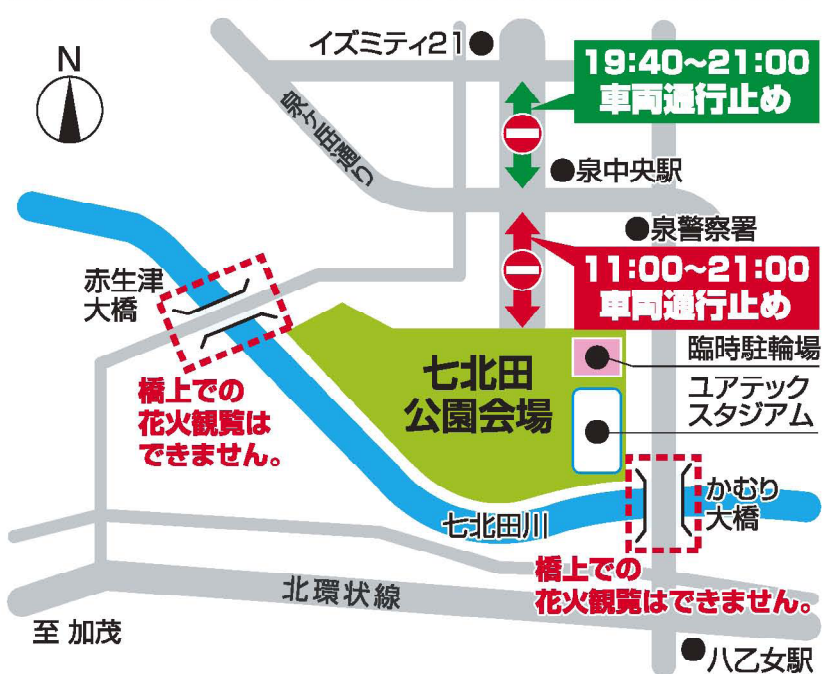 イズミティ21
N
19:40~21:00
車両通行止め
泉ヶ岳通り
泉中央駅
泉警察署
11:00~21:00
車両通行止め
赤生津
大橋
臨時駐輪場
七北田
公園会場
ユアテック
スタジアム
橋上での
花火観覧は
できません。
かむり
大橋
七北田川
橋上での
花火観覧はできません。
北環状線
至 加茂
八乙女駅